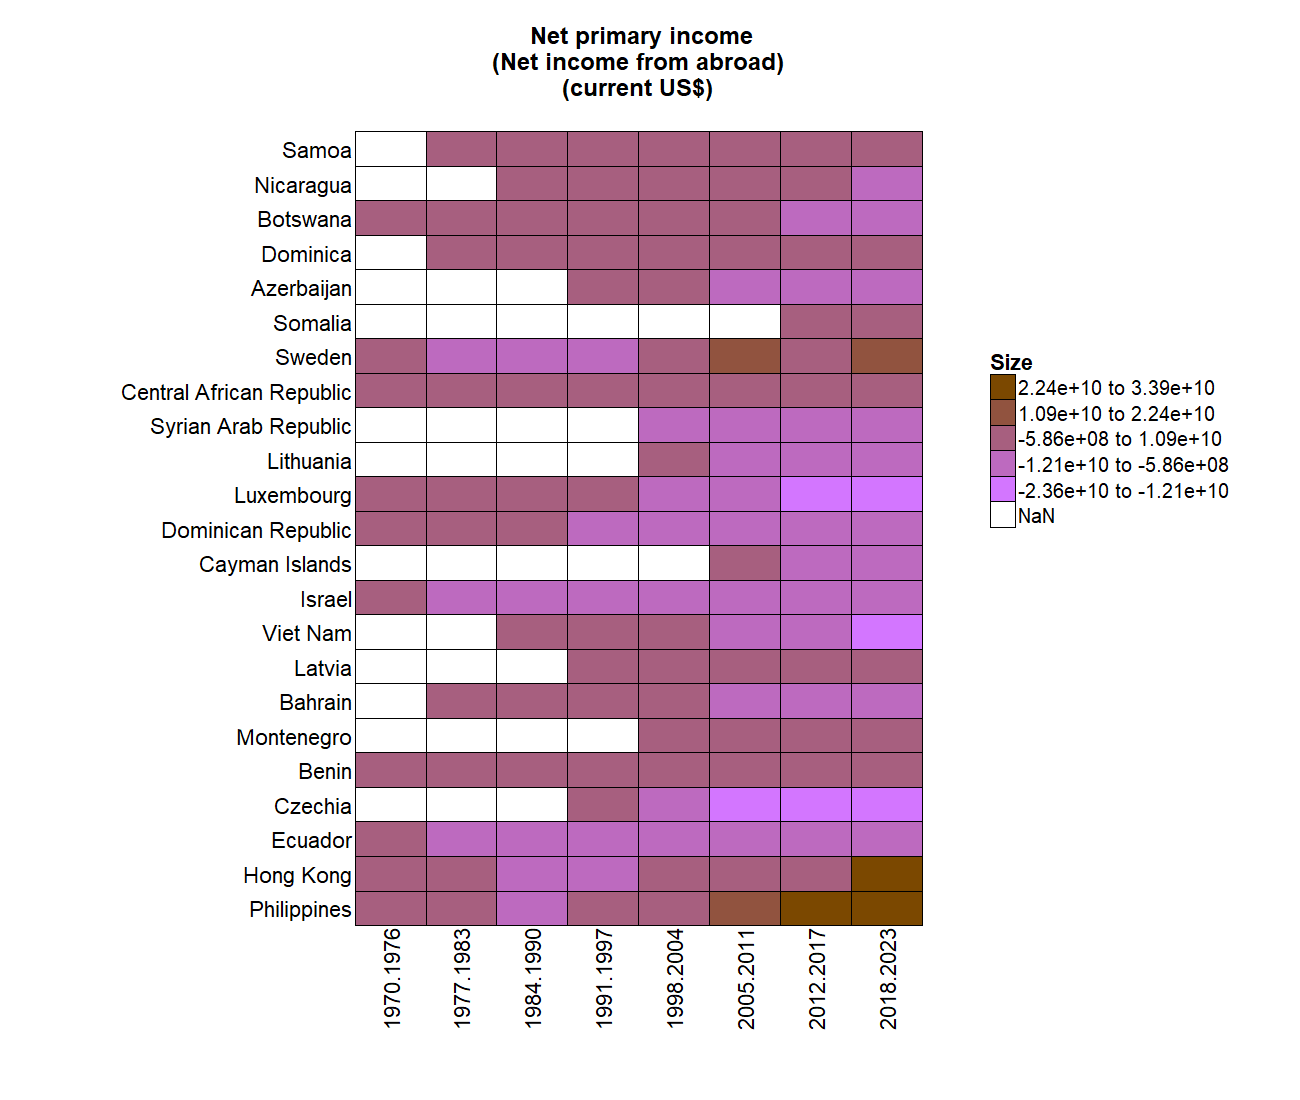 Net primary income
(Net income from abroad)
(current US$)
Samoa
Nicaragua
Botswana
Dominica
Azerbaijan
Somalia
Sweden
Central African Republic
Syrian Arab Republic
Lithuania
Luxembourg
Dominican Republic
Cayman Islands
Israel
Viet Nam
Latvia
Bahrain
Montenegro
Benin
Czechia
Ecuador
Hong Kong
Philippines
1970.1976
1977.1983
1984.1990
1991.1997
1998.2004
2005.2011
2012.2017
2018.2023
Size
2.24e+10 to 3.39e+10
1.09e+10 to 2.24e+10
-5.86e+08 to 1.09e+10
-1.21e+10 to -5.86e+08
-2.36e+10 to -1.21e+10
NaN